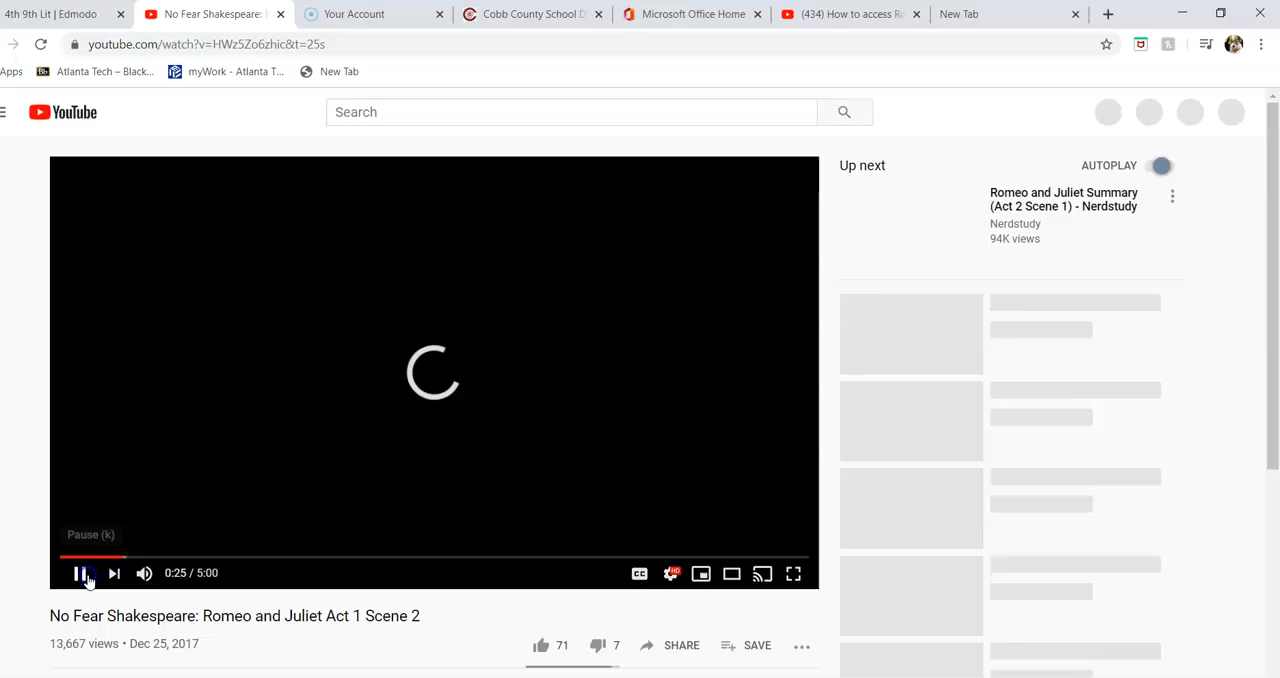 4th 9th Lit | Edmodo
No Fear Shakespeare:
Your Account
Cobb County School D
Microsoft Office Home
(434) How to access Ro
New Tab
youtube.com/watch?v=HWz5Zo6zhic&t=25s
Apps
Bb
Atlanta Tech – Black...
myWork - Atlanta T...
New Tab
YouTube
Search
Up next
AUTOPLAY
Romeo and Juliet Summary
(Act 2 Scene 1) - Nerdstudy
Nerdstudy
94K views
Pause (k)
0:25 / 5:00
CC
HD
No Fear Shakespeare: Romeo and Juliet Act 1 Scene 2
13,667 views • Dec 25, 2017
71
7
SHARE
SAVE